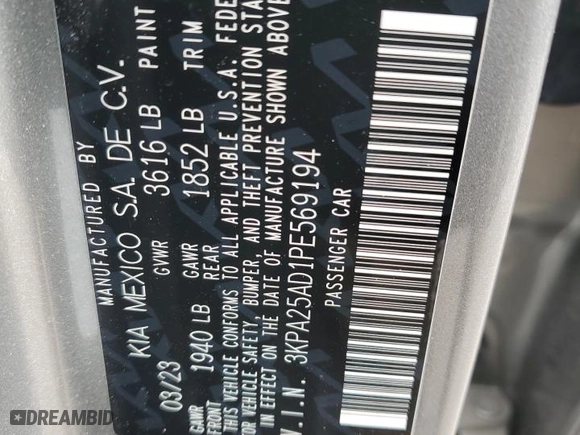 MANUFACTURED BY
KIA MEXICO S.A. DE C.V.
03/23 GVWR 3616 LB PAINT
GAWR FRONT 1940 LB GAWR REAR 1852 LB TRIM
THIS VEHICLE CONFORMS TO ALL APPLICABLE U.S.A. FEDE
VEHICLE SAFETY, BUMPER, AND THEFT PREVENTION STA
IN EFFECT ON THE DATE OF MANUFACTURE SHOWN ABOVE
V.I.N. 3KPA25AD1PE569194
PASSENGER CAR
DREAMBID